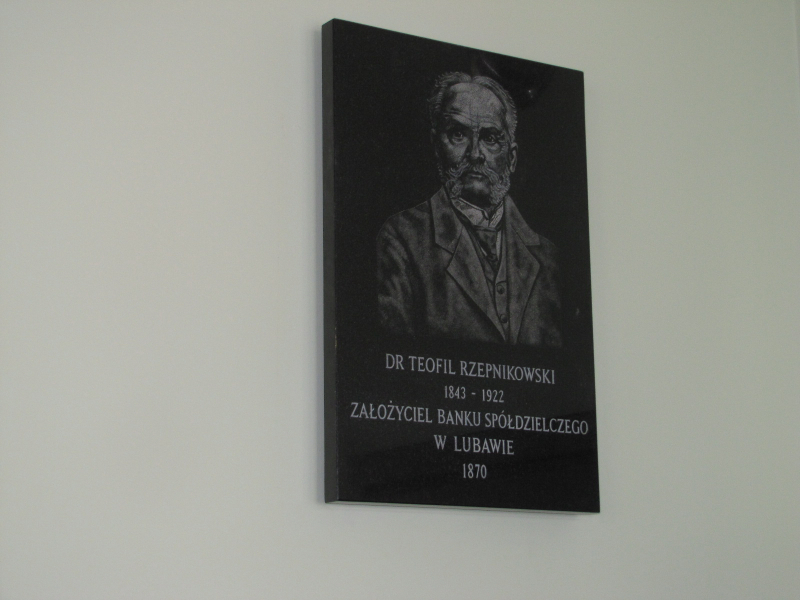 DR TEOFIL RZEPNIKOWSKI
1843 - 1922
ZAŁOŻYCIEL BANKU SPÓŁDZIELCZEGO
W LUBAWIE
1870